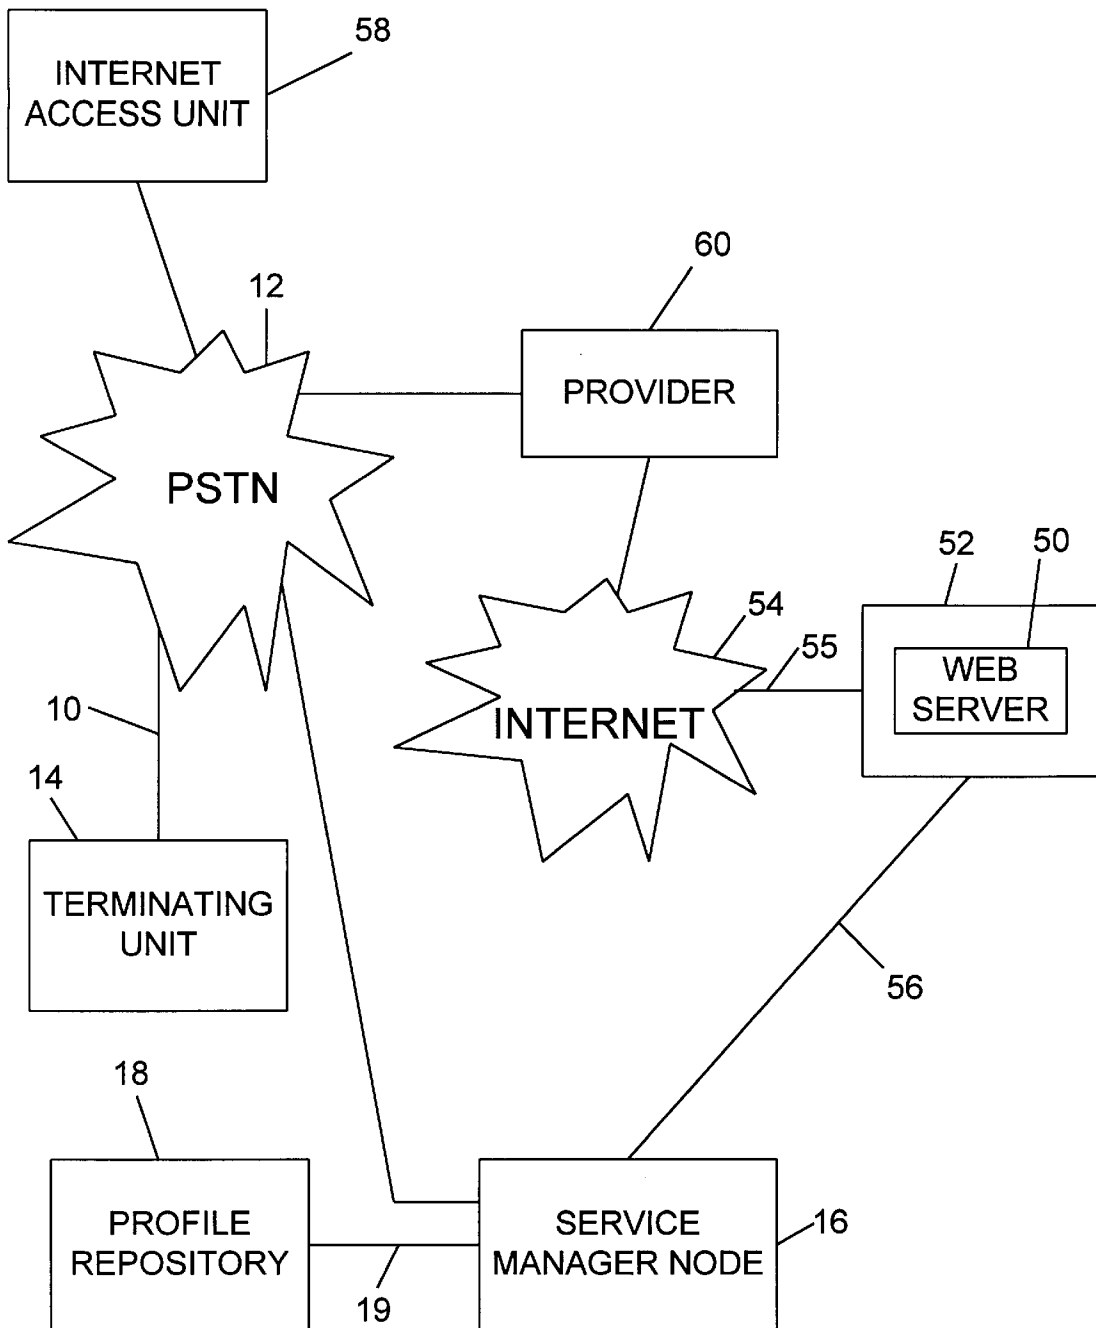 58
INTERNET
ACCESS UNIT
12
60
PROVIDER
PSTN
52
50
54
55
WEB
SERVER
INTERNET
10
14
TERMINATING
UNIT
56
18
PROFILE
REPOSITORY
SERVICE
MANAGER NODE
16
19